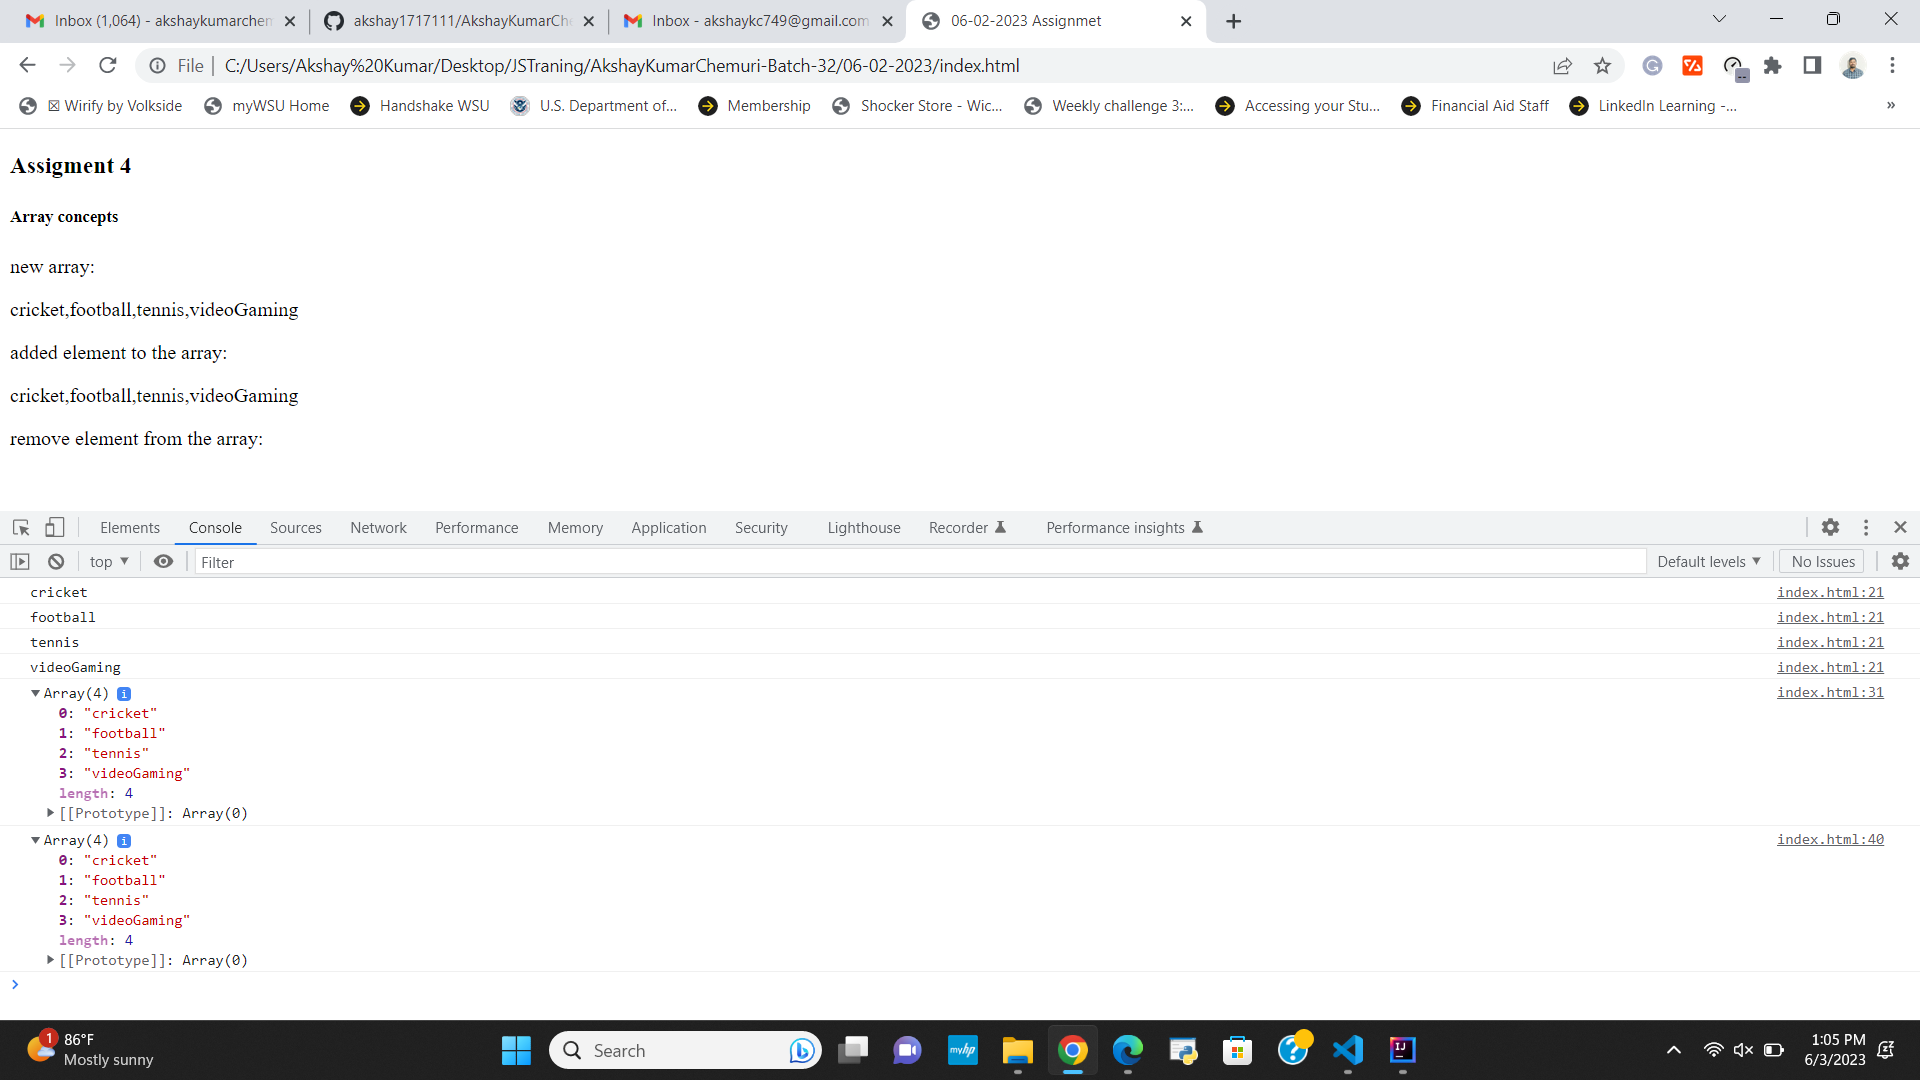 Inbox (1,064) - akshaykumarchem
akshay1717111/AkshayKumarCh
Inbox - akshaykc749@gmail.com
06-02-2023 Assignmet
File
C:/Users/Akshay%20Kumar/Desktop/JSTraning/AkshayKumarChemuri-Batch-32/06-02-2023/index.html
Wirify by Volkside
myWSU Home
Handshake WSU
U.S. Department of...
Membership
Shocker Store - Wic...
Weekly challenge 3:...
Accessing your Stu...
Financial Aid Staff
LinkedIn Learning -...
»
Assigment 4
Array concepts
new array:
cricket,football,tennis,videoGaming
added element to the array:
cricket,football,tennis,videoGaming
remove element from the array:
Elements
Console
Sources
Network
Performance
Memory
Application
Security
Lighthouse
Recorder
Performance insights
top
Filter
Default levels
No Issues
cricket index.html:21
football index.html:21
tennis index.html:21
videoGaming index.html:21
Array(4) i index.html:31
0: "cricket"
1: "football"
2: "tennis"
3: "videoGaming"
length: 4
[[Prototype]]: Array(0)
Array(4) i index.html:40
0: "cricket"
1: "football"
2: "tennis"
3: "videoGaming"
length: 4
[[Prototype]]: Array(0)
1
86°F
Mostly sunny
Search
myhp
IJ
1:05 PM
6/3/2023